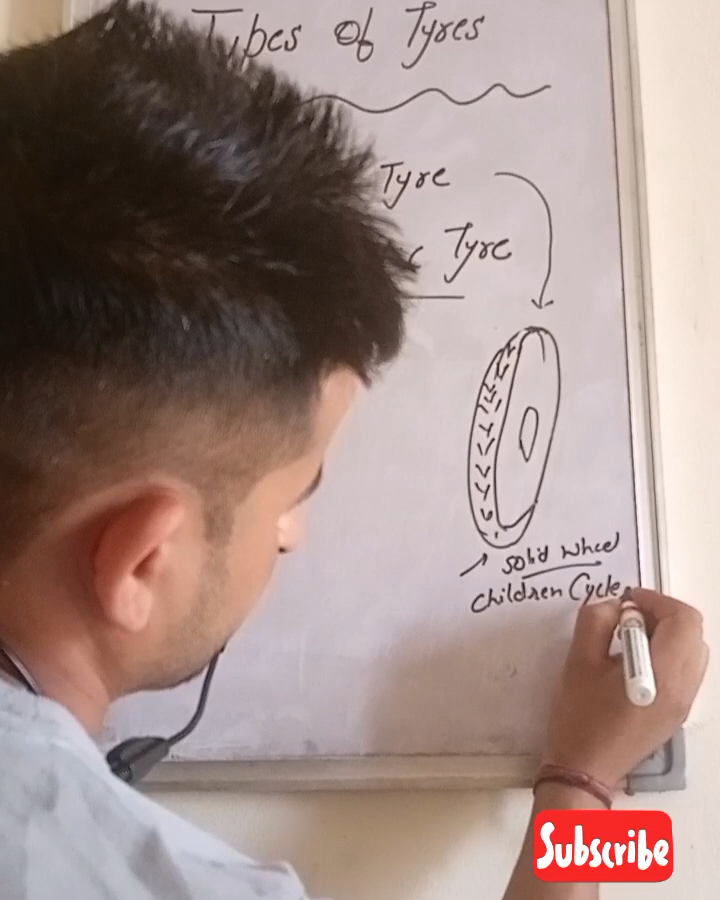 Types of Tyres
Tyre
Tyre
solid wheel
children Cycle
Subscribe